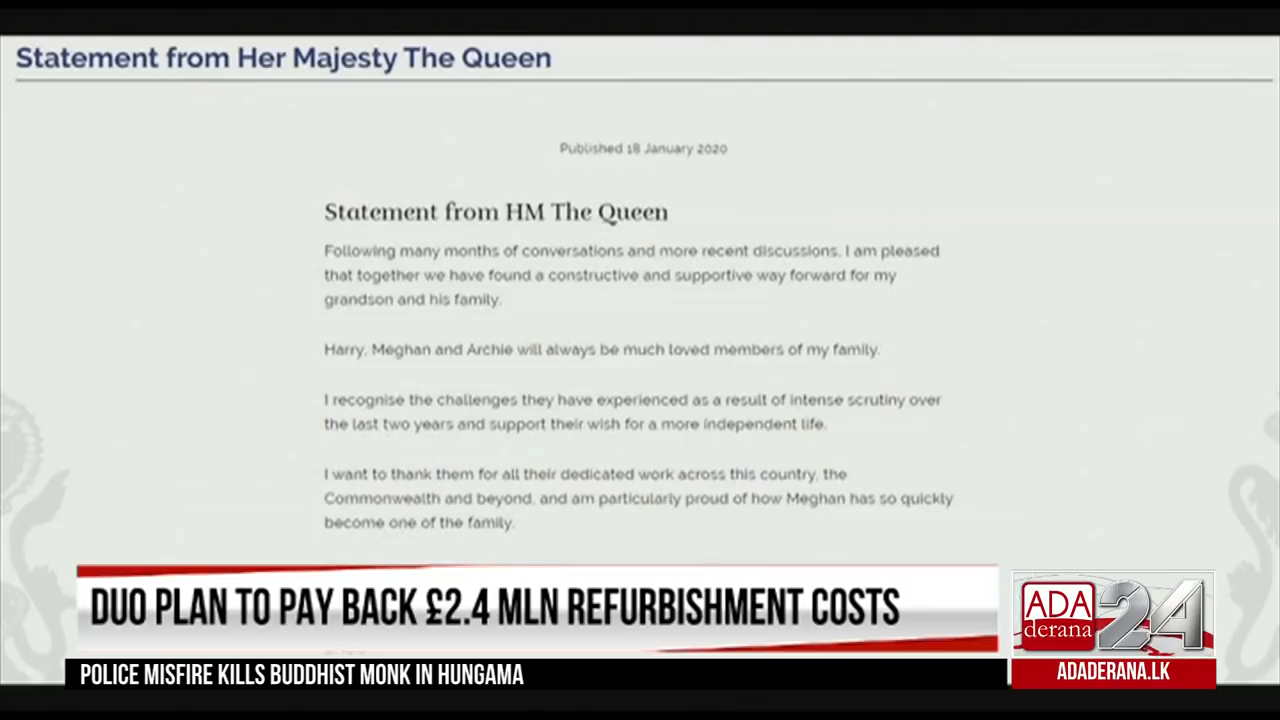 Statement from Her Majesty The Queen
Published 18 January 2020
Statement from HM The Queen
Following many months of conversations and more recent discussions, I am pleased
that together we have found a constructive and supportive way forward for my
grandson and his family.
Harry, Meghan and Archie will always be much loved members of my family.
I recognise the challenges they have experienced as a result of intense scrutiny over
the last two years and support their wish for a more independent life.
I want to thank them for all their dedicated work across this country, the
Commonwealth and beyond, and am particularly proud of how Meghan has so quickly
become one of the family.
DUO PLAN TO PAY BACK £2.4 MLN REFURBISHMENT COSTS
ADA
derana
24
POLICE MISFIRE KILLS BUDDHIST MONK IN HUNGAMA
ADADERANA.LK